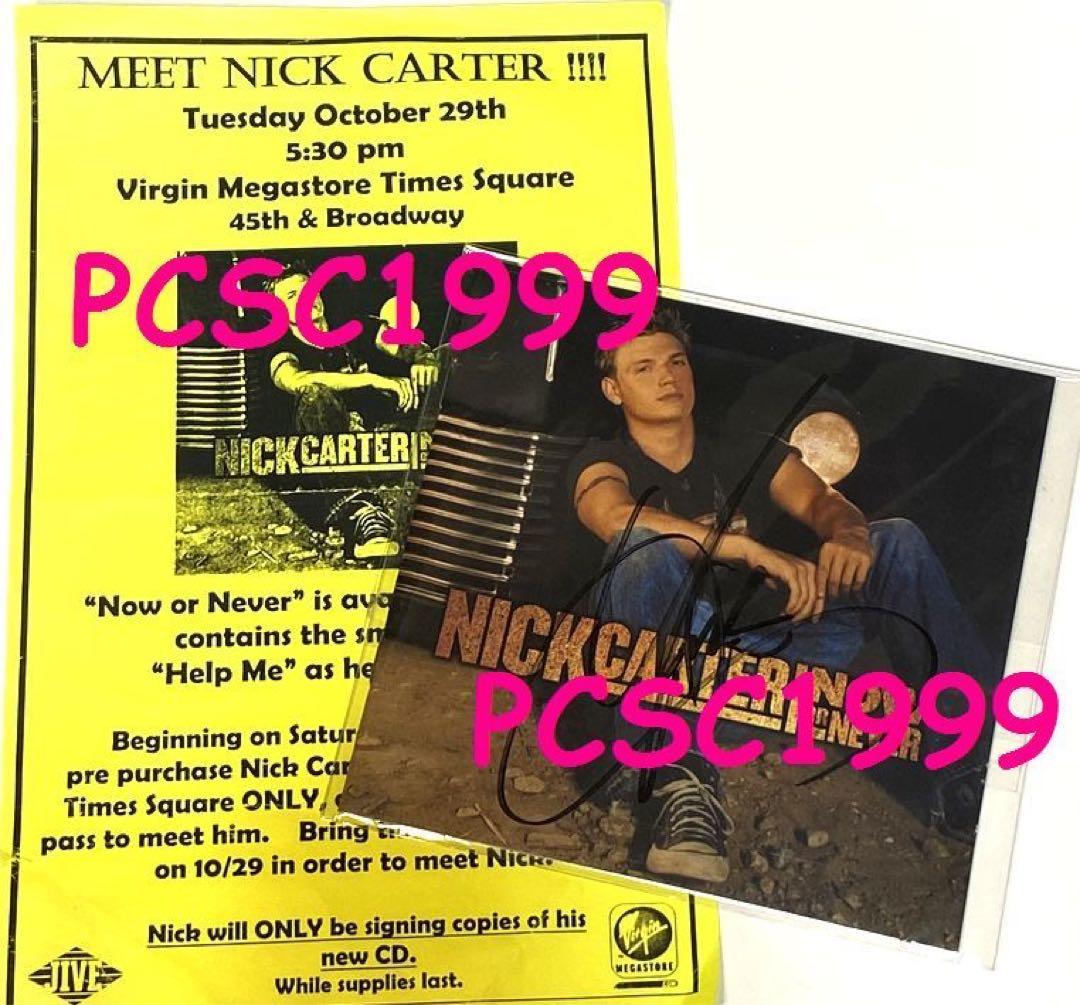 MEET NICK CARTER !!!!
Tuesday October 29th
5:30 pm
Virgin Megastore Times Square
45th & Broadway
PCSC1999
NICKCARTER
"Now or Never" is
contains the
"Help Me" as he
Beginning on
pre purchase Nick
Times Square ONLY,
pass to meet him. Bring
on 10/29 in order to meet Nick.
Nick will ONLY be signing copies of his
new CD.
While supplies last.
JIVE
Virgin
MEGASTORE
NICKCARTER NOW
OR NEVER
PCSC1999